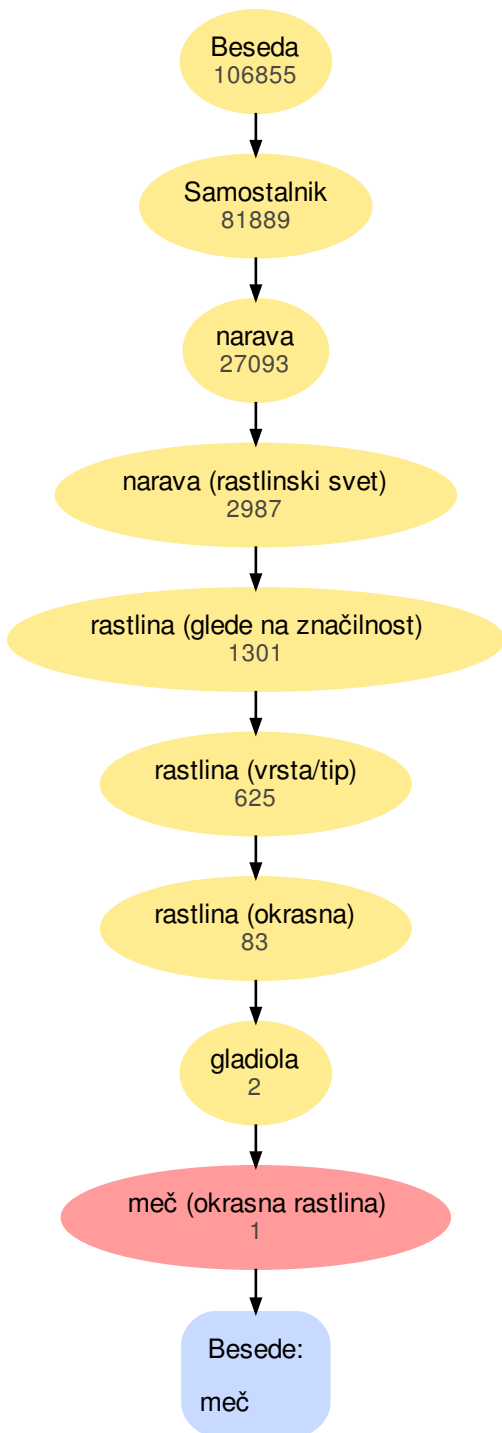 Beseda
106855
Samostalnik
81889
narava
27093
narava (rastlinski svet)
2987
rastlina (glede na značilnost)
1301
rastlina (vrsta/tip)
625
rastlina (okrasna)
83
gladiola
2
meč (okrasna rastlina)
1
Besede:
meč